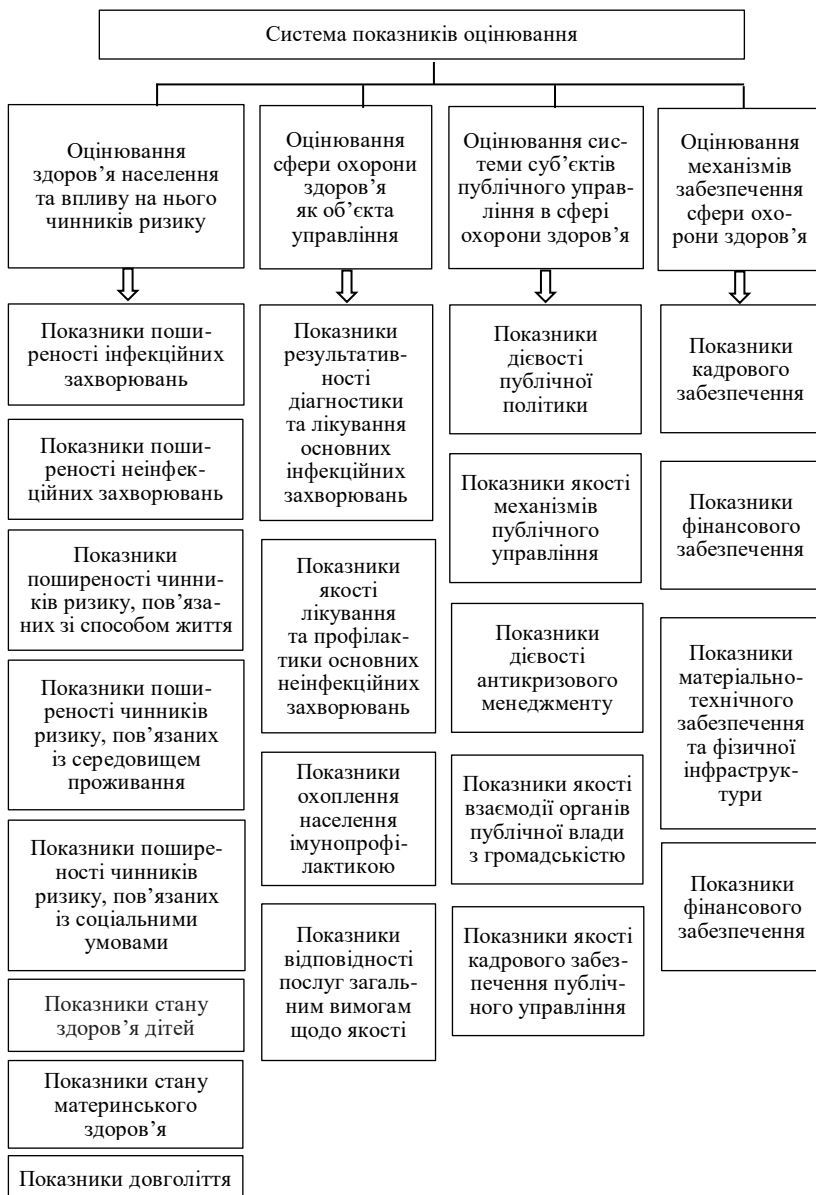 Система показників оцінювання
Оцінювання
здоров’я населення
та впливу на нього
чинників ризику
Оцінювання
сфери охорони
здоров’я
як об’єкта
управління
Оцінювання сис-
теми суб’єктів
публічного управ-
ління в сфері
охорони здоров’я
Оцінювання
механізмів
забезпечення
сфери охо-
рони здоров’я
Показники поши-
реності інфекційних
захворювань
Показники поши-
реності неінфек-
ційних захворювань
Показники
поширеності чинни-
ків ризику, пов’яза-
них зі способом життя
Показники поши-
реності чинників
ризику, пов’язаних
із середовищем
проживання
Показники пошире-
ності чинників
ризику, пов’язаних
із соціальними
умовами
Показники стану
здоров’я дітей
Показники стану
материнського
здоров’я
Показники довголіття
Показники
результатив-
ності
діагностики
та лікування
основних
інфекційних
захворювань
Показники
якості
лікування
та профілак-
тики основних
неінфекційних
захворювань
Показники
охоплення
населення
імунопрофі-
лактикою
Показники
відповідності
послуг загаль-
ним вимогам
щодо якості
Показники
дієвості
публічної
політики
Показники якості
механізмів
публічного
управління
Показники
дієвості
антикризового
менеджменту
Показники якості
взаємодії органів
публічної влади
з громадськістю
Показники якості
кадрового забез-
печення публіч-
ного управління
Показники
кадрового
забезпечення
Показники
фінансового
забезпечення
Показники
матеріально-
технічного
забезпечення
та фізичної
інфраструк-
тури
Показники
фінансового
забезпечення